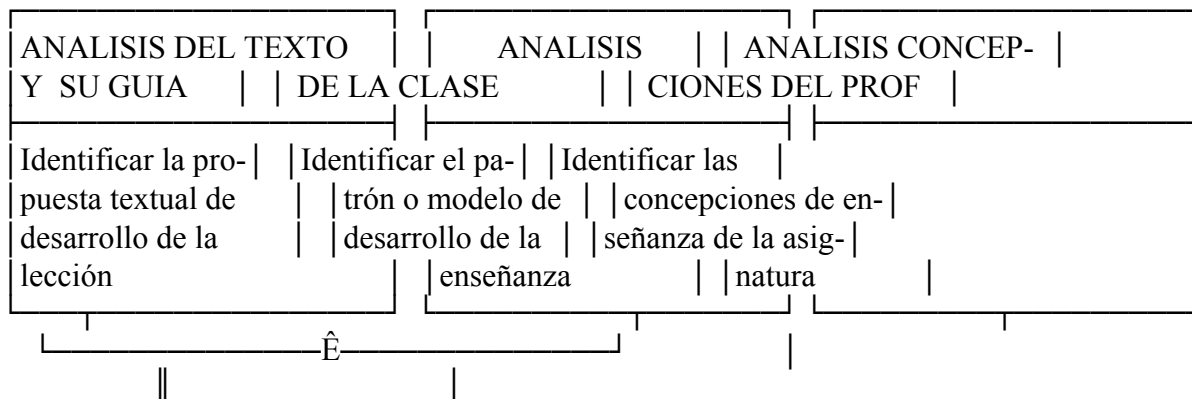 ANALISIS DEL TEXTO │ │ ANALISIS │ │ ANALISIS CONCEP- │
Y SU GUIA │ │ DE LA CLASE │ │ CIONES DEL PROF │
Identificar la pro-│ │Identificar el pa-│ │Identificar las │
puesta textual de │ │trón o modelo de │ │concepciones de en-│
desarrollo de la │ │desarrollo de la │ │señanza de la asig-│
lección │ │enseñanza │ │natura │
Ê